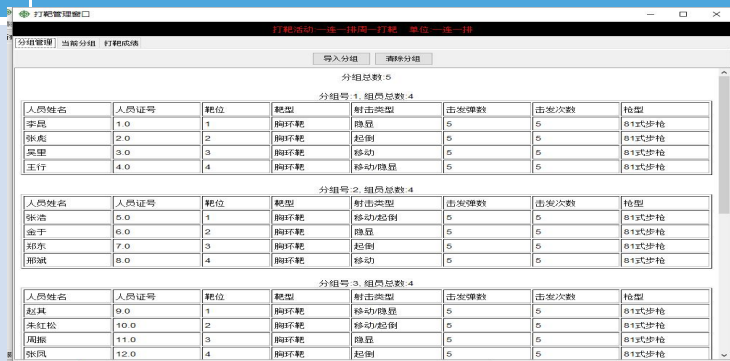 打靶管理窗口
打靶活动:一连一排周一打靶 单位:一连一排
分组管理 当前分组 打靶成绩
导入分组 清除分组
分组总数:5
分组号:1, 组员总数:4
人员姓名 人员证号 靶位 靶型 射击类型 击发弹数 击发次数 枪型
李昆 1.0 1 胸环靶 隐显 5 5 81式步枪
张彪 2.0 2 胸环靶 起倒 5 5 81式步枪
吴里 3.0 3 胸环靶 移动 5 5 81式步枪
王行 4.0 4 胸环靶 移动/隐显 5 5 81式步枪
分组号:2, 组员总数:4
人员姓名 人员证号 靶位 靶型 射击类型 击发弹数 击发次数 枪型
张浩 5.0 1 胸环靶 移动/起倒 5 5 81式步枪
金于 6.0 2 胸环靶 隐显 5 5 81式步枪
郑东 7.0 3 胸环靶 起倒 5 5 81式步枪
邢斌 8.0 4 胸环靶 移动 5 5 81式步枪
分组号:3, 组员总数:4
人员姓名 人员证号 靶位 靶型 射击类型 击发弹数 击发次数 枪型
赵其 9.0 1 胸环靶 移动/隐显 5 5 81式步枪
朱红松 10.0 2 胸环靶 移动/起倒 5 5 81式步枪
周振 11.0 3 胸环靶 隐显 5 5 81式步枪
张凤 12.0 4 胸环靶 起倒 5 5 81式步枪